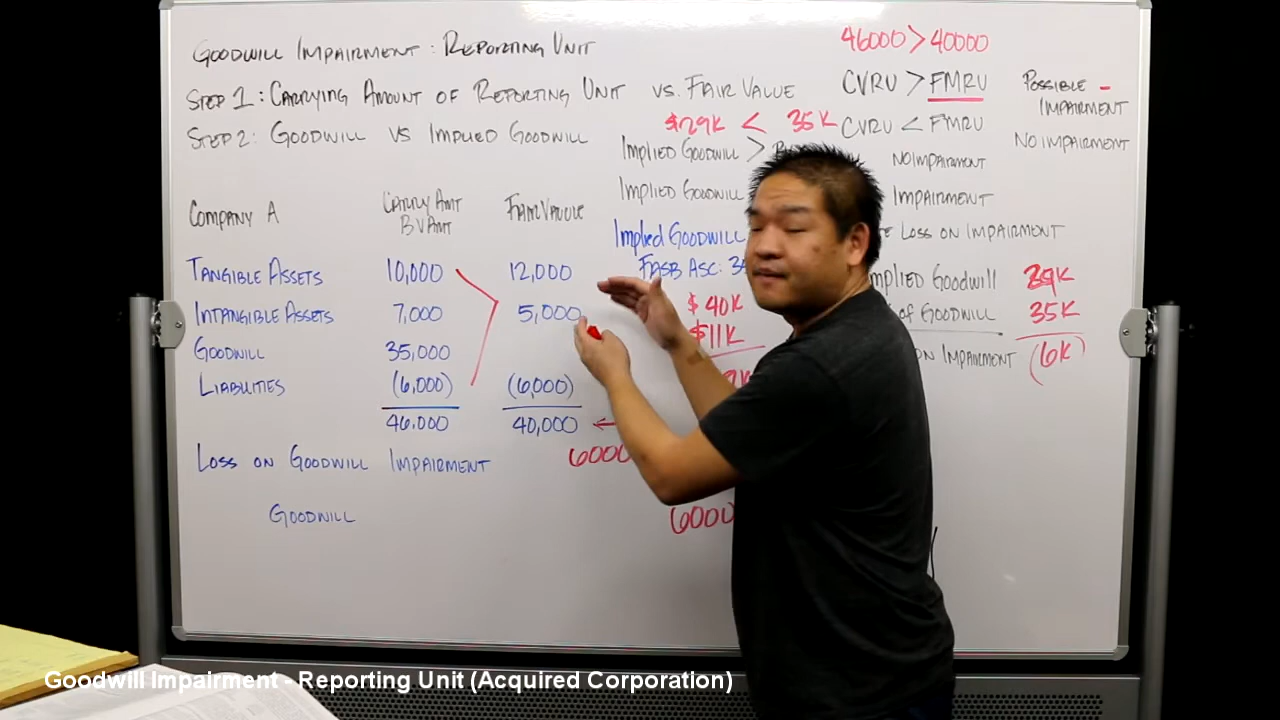 GOODWILL IMPAIRMENT : REPORTING UNIT
46000 > 40000
STEP 1 : CARRYING AMOUNT OF REPORTING UNIT VS. FAIR VALUE
CVRU > FMRU
POSSIBLE
IMPAIRMENT
STEP 2: GOODWILL VS IMPLIED GOODWILL
$29K < 35K
CVRU < FMRU
NO IMPAIRMENT
IMPLIED GOODWILL >
NO IMPAIRMENT
IMPLIED GOODWILL
IMPAIRMENT
COMPANY A
CARRY AMT
BV AMT
FAIR VAULE
Implied GOODWILL
LOSS ON IMPAIRMENT
FASB ASC:
TANGIBLE ASSETS 10,000 12,000
GOODWILL
INTANGIBLE ASSETS 7,000 5,000
$40K
of GOODWILL 35K
$11K
GOODWILL 35,000
ON IMPAIRMENT (6K)
LIABILITIES (6,000) (6,000)
46,000 40,000
LOSS ON GOODWILL IMPAIRMENT
6000
GOODWILL
6000
Goodwill Impairment - Reporting Unit (Acquired Corporation)